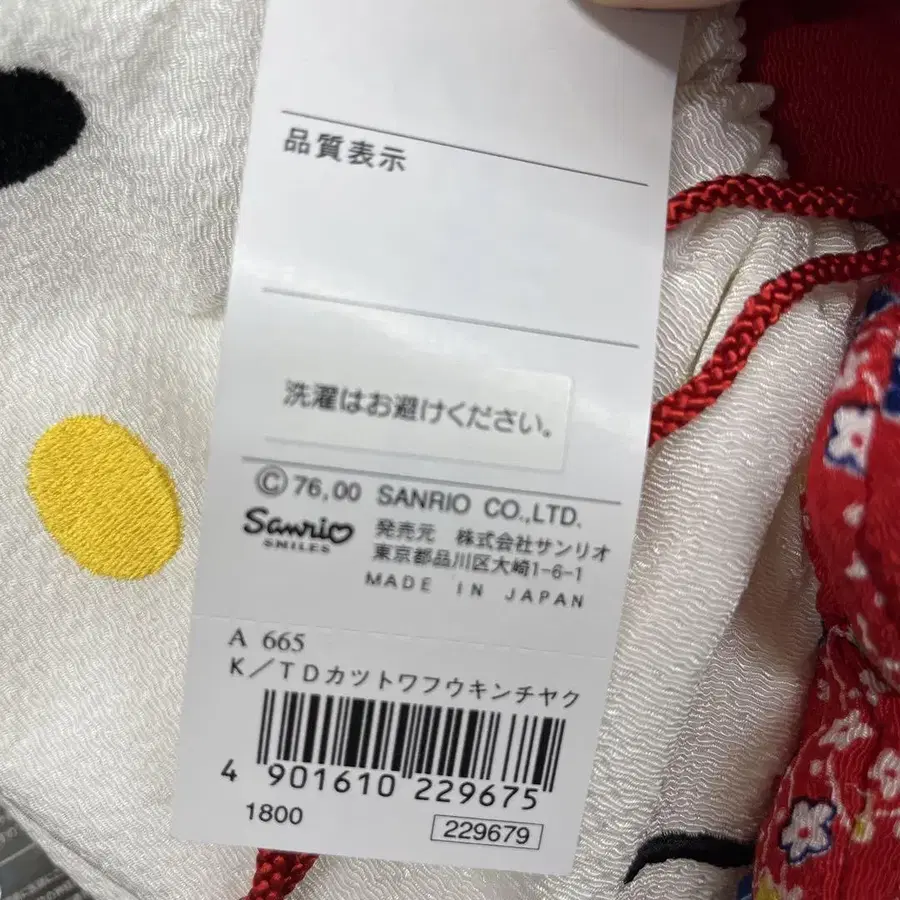 品質表示
洗濯はお避けください。
© 76,00 SANRIO CO.,LTD.
Sanrio
SMILES
発売元 株式会社サンリオ
東京都品川区大崎1-6-1
MADE IN JAPAN
A 665
K/TDカツトワフウキンチヤク
4 901610 229675
1800
229679